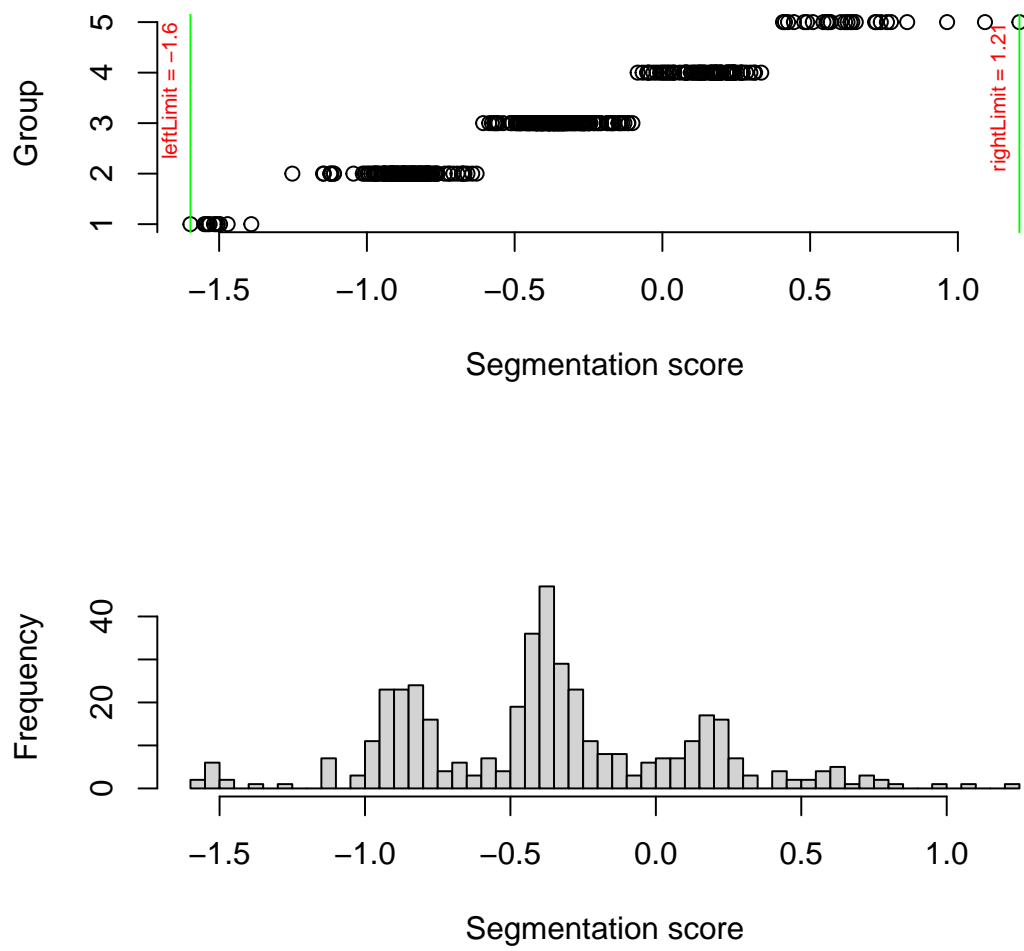 Group
5
4
3
2
1
leftLimit = −1.6
rightLimit = 1.21
−1.5 −1.0 −0.5 0.0 0.5 1.0
Segmentation score
Frequency
40
20
0
−1.5 −1.0 −0.5 0.0 0.5 1.0
Segmentation score